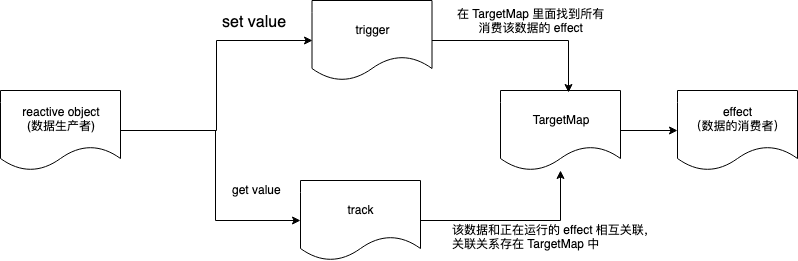 set value
trigger
在 TargetMap 里面找到所有
消费该数据的 effect
reactive object
(数据生产者)
TargetMap
effect
（数据的消费者）
get value
track
该数据和正在运行的 effect 相互关联，
关联关系存在 TargetMap 中